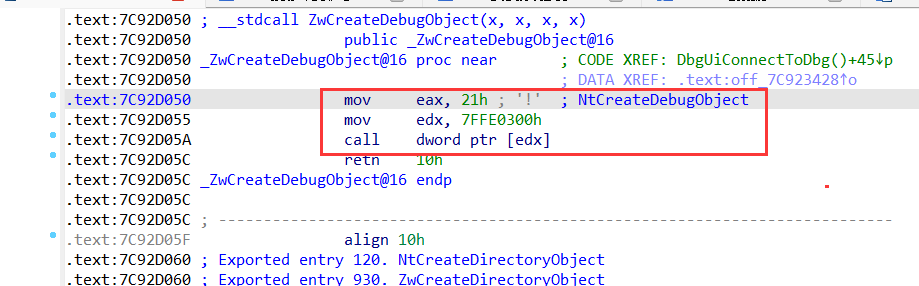 .text:7C92D050 ; __stdcall ZwCreateDebugObject(x, x, x, x)
.text:7C92D050 public _ZwCreateDebugObject@16
.text:7C92D050 _ZwCreateDebugObject@16 proc near ; CODE XREF: DbgUiConnectToDbg()+45↓p
.text:7C92D050 ; DATA XREF: .text:off_7C923428↑o
.text:7C92D050 mov eax, 21h ; '!' ; NtCreateDebugObject
.text:7C92D055 mov edx, 7FFE0300h
.text:7C92D05A call dword ptr [edx]
.text:7C92D05C retn 10h
.text:7C92D05C _ZwCreateDebugObject@16 endp
.text:7C92D05C
.text:7C92D05C ; ---------------------------------------------------------------------------
.text:7C92D05F align 10h
.text:7C92D060 ; Exported entry 120. NtCreateDirectoryObject
.text:7C92D060 ; Exported entry 930. ZwCreateDirectoryObject